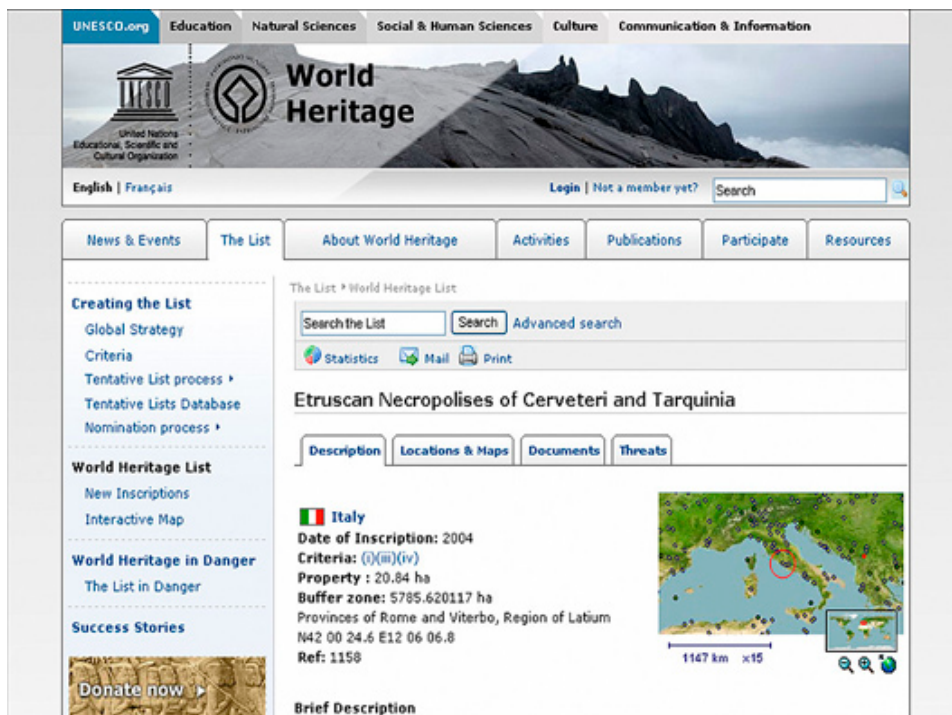 UNESCO.org Education Natural Sciences Social & Human Sciences Culture Communication & Information
World
Heritage
UNESCO
United Nations
Educational, Scientific and
Cultural Organization
English | Français
Login | Not a member yet?
Search
News & Events The List About World Heritage Activities Publications Participate Resources
Creating the List
Global Strategy
Criteria
Tentative List process
Tentative Lists Database
Nomination process
World Heritage List
New Inscriptions
Interactive Map
World Heritage in Danger
The List in Danger
Success Stories
Donate now
The List World Heritage List
Search the List Search Advanced search
Statistics Mail Print
Etruscan Necropolises of Cerveteri and Tarquinia
Description Locations & Maps Documents Threats
Italy
Date of Inscription: 2004
Criteria: (i)(iii)(iv)
Property : 20.84 ha
Buffer zone: 5785.620117 ha
Provinces of Rome and Viterbo, Region of Latium
N42 00 24.6 E12 06 06.8
Ref: 1158
1147 km x15
Brief Description